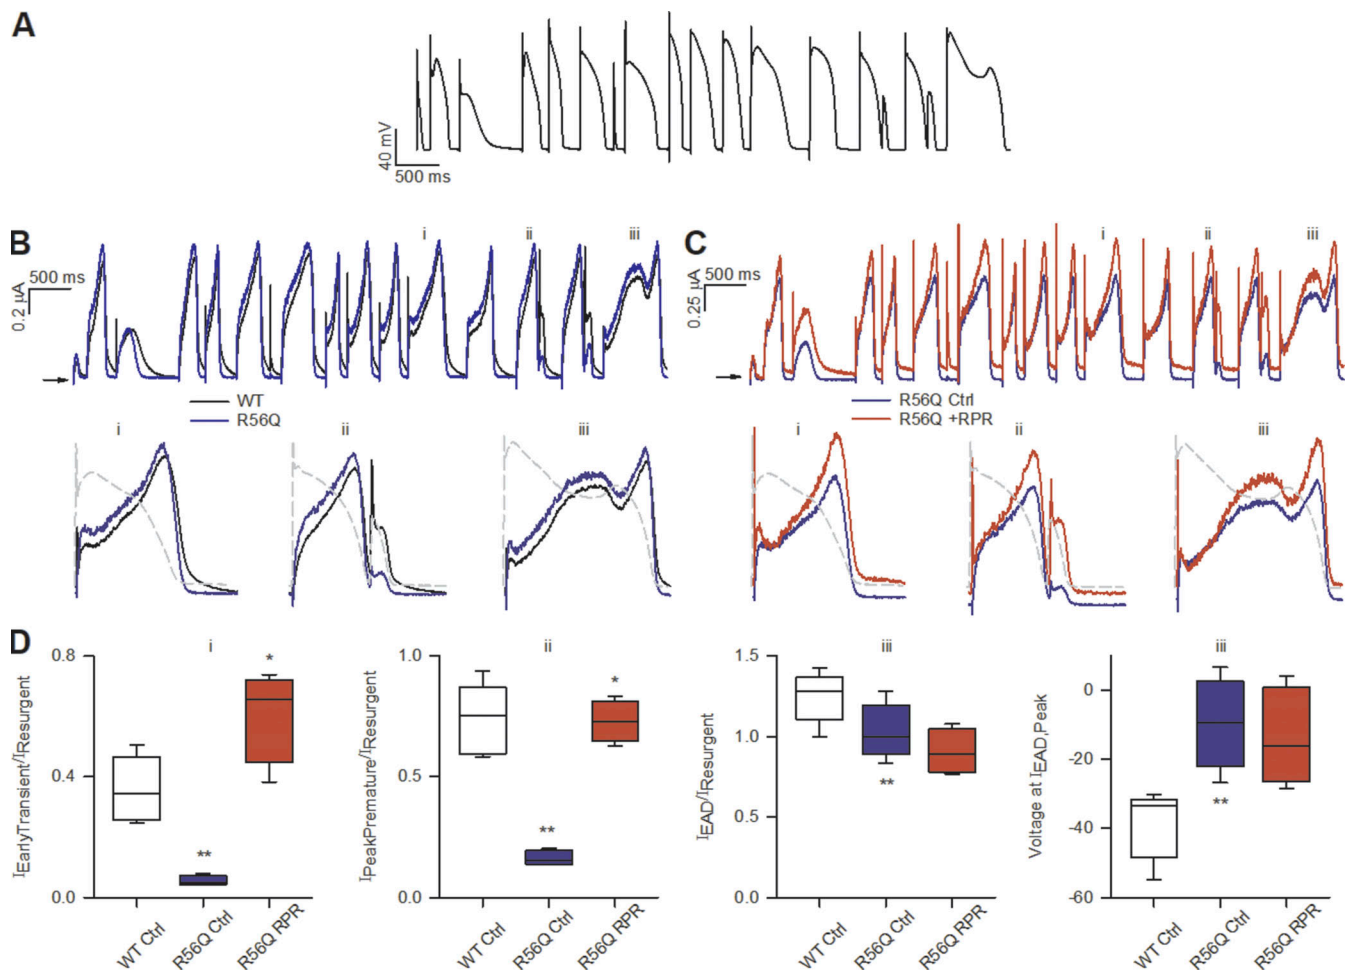 A
40 mV
500 ms
B
i
ii
iii
500 ms
0.2 µA
WT
R56Q
i
ii
iii
C
i
ii
iii
500 ms
0.25 µA
R56Q Ctrl
R56Q +RPR
i
ii
iii
D
i
IEarlyTransient/IResurgent
0.8
0.4
0.0
*
**
WT Ctrl
R56Q Ctrl
R56Q RPR
ii
IPeakPremature/IResurgent
1.0
0.5
0.0
*
**
WT Ctrl
R56Q Ctrl
R56Q RPR
iii
IEAD/IResurgent
1.5
1.0
0.5
0.0
**
WT Ctrl
R56Q Ctrl
R56Q RPR
iii
Voltage at IEAD,Peak
0
-20
-40
-60
**
WT Ctrl
R56Q Ctrl
R56Q RPR